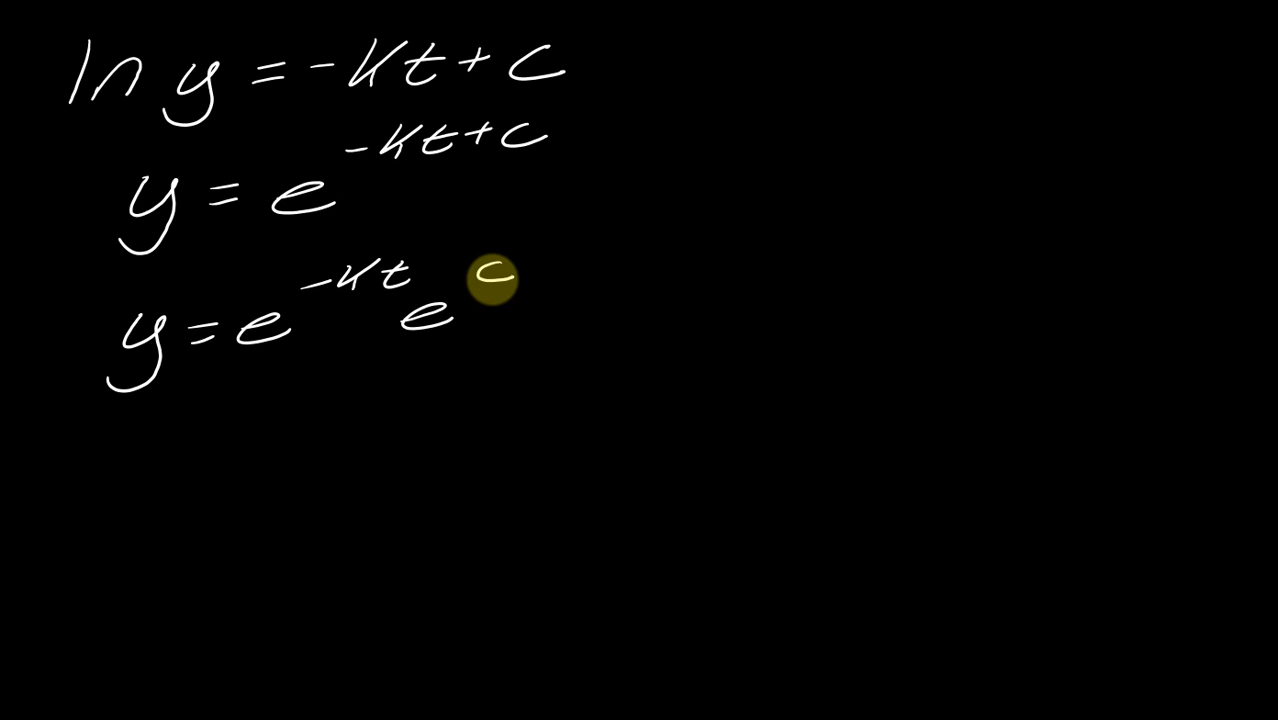 ln y = -kt + c
y = e^{-kt+c}
y = e^{-kt} e^{c}